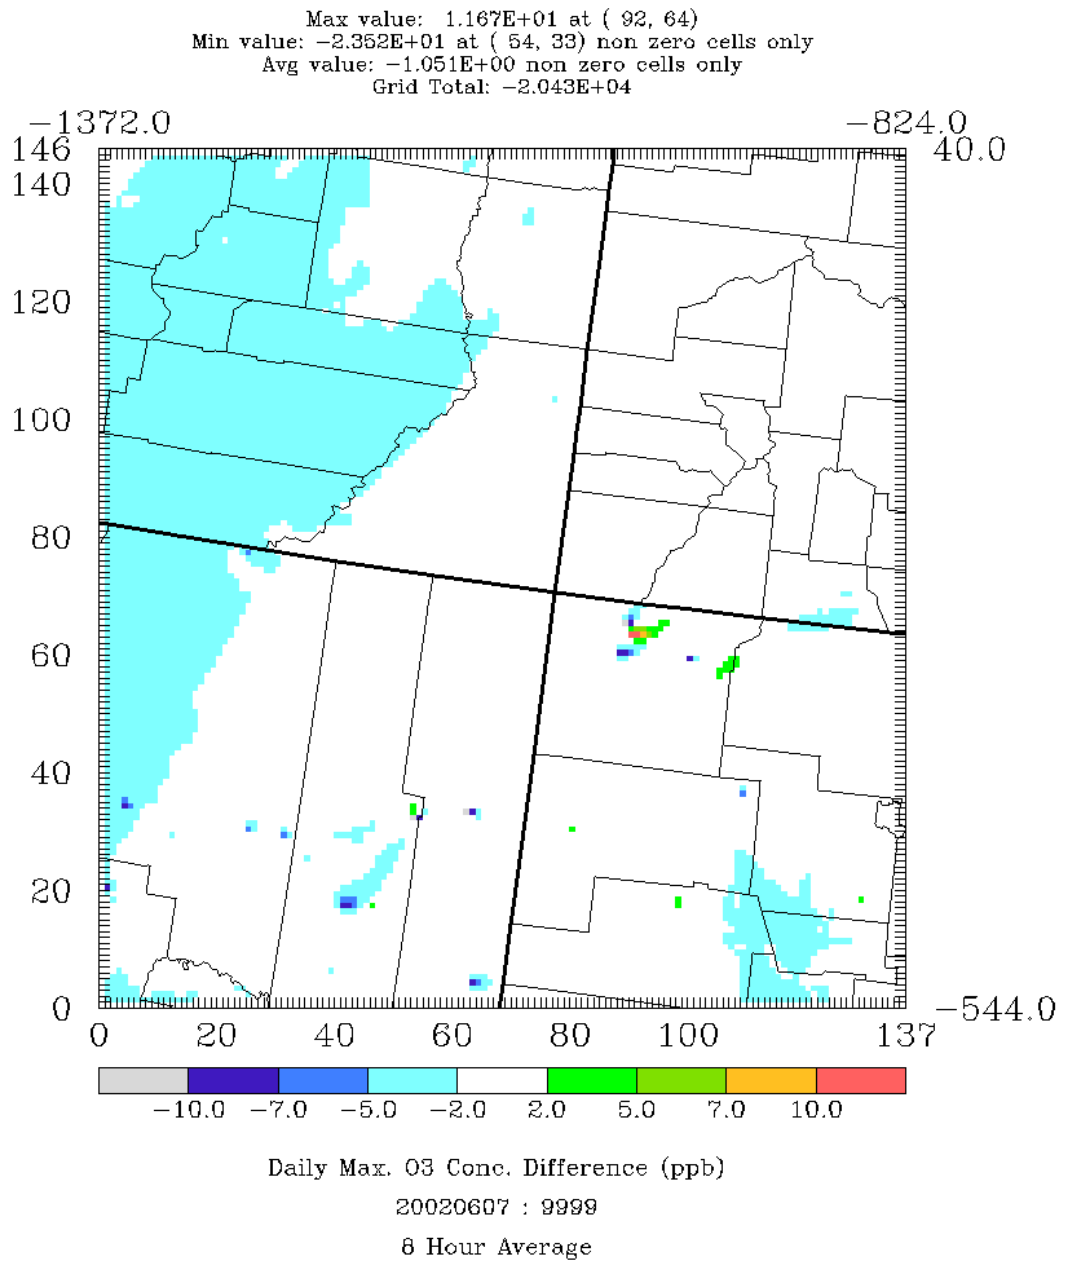 Max value: 1.167E+01 at ( 92, 64)
Min value: −2.352E+01 at ( 54, 33) non zero cells only
Avg value: −1.051E+00 non zero cells only
Grid Total: −2.043E+04
−1372.0 −824.0
146 40.0
140
120
100
80
60
40
20
0 −544.0
0 20 40 60 80 100 137
−10.0 −7.0 −5.0 −2.0 2.0 5.0 7.0 10.0
Daily Max. O3 Conc. Difference (ppb)
20020607 : 9999
8 Hour Average